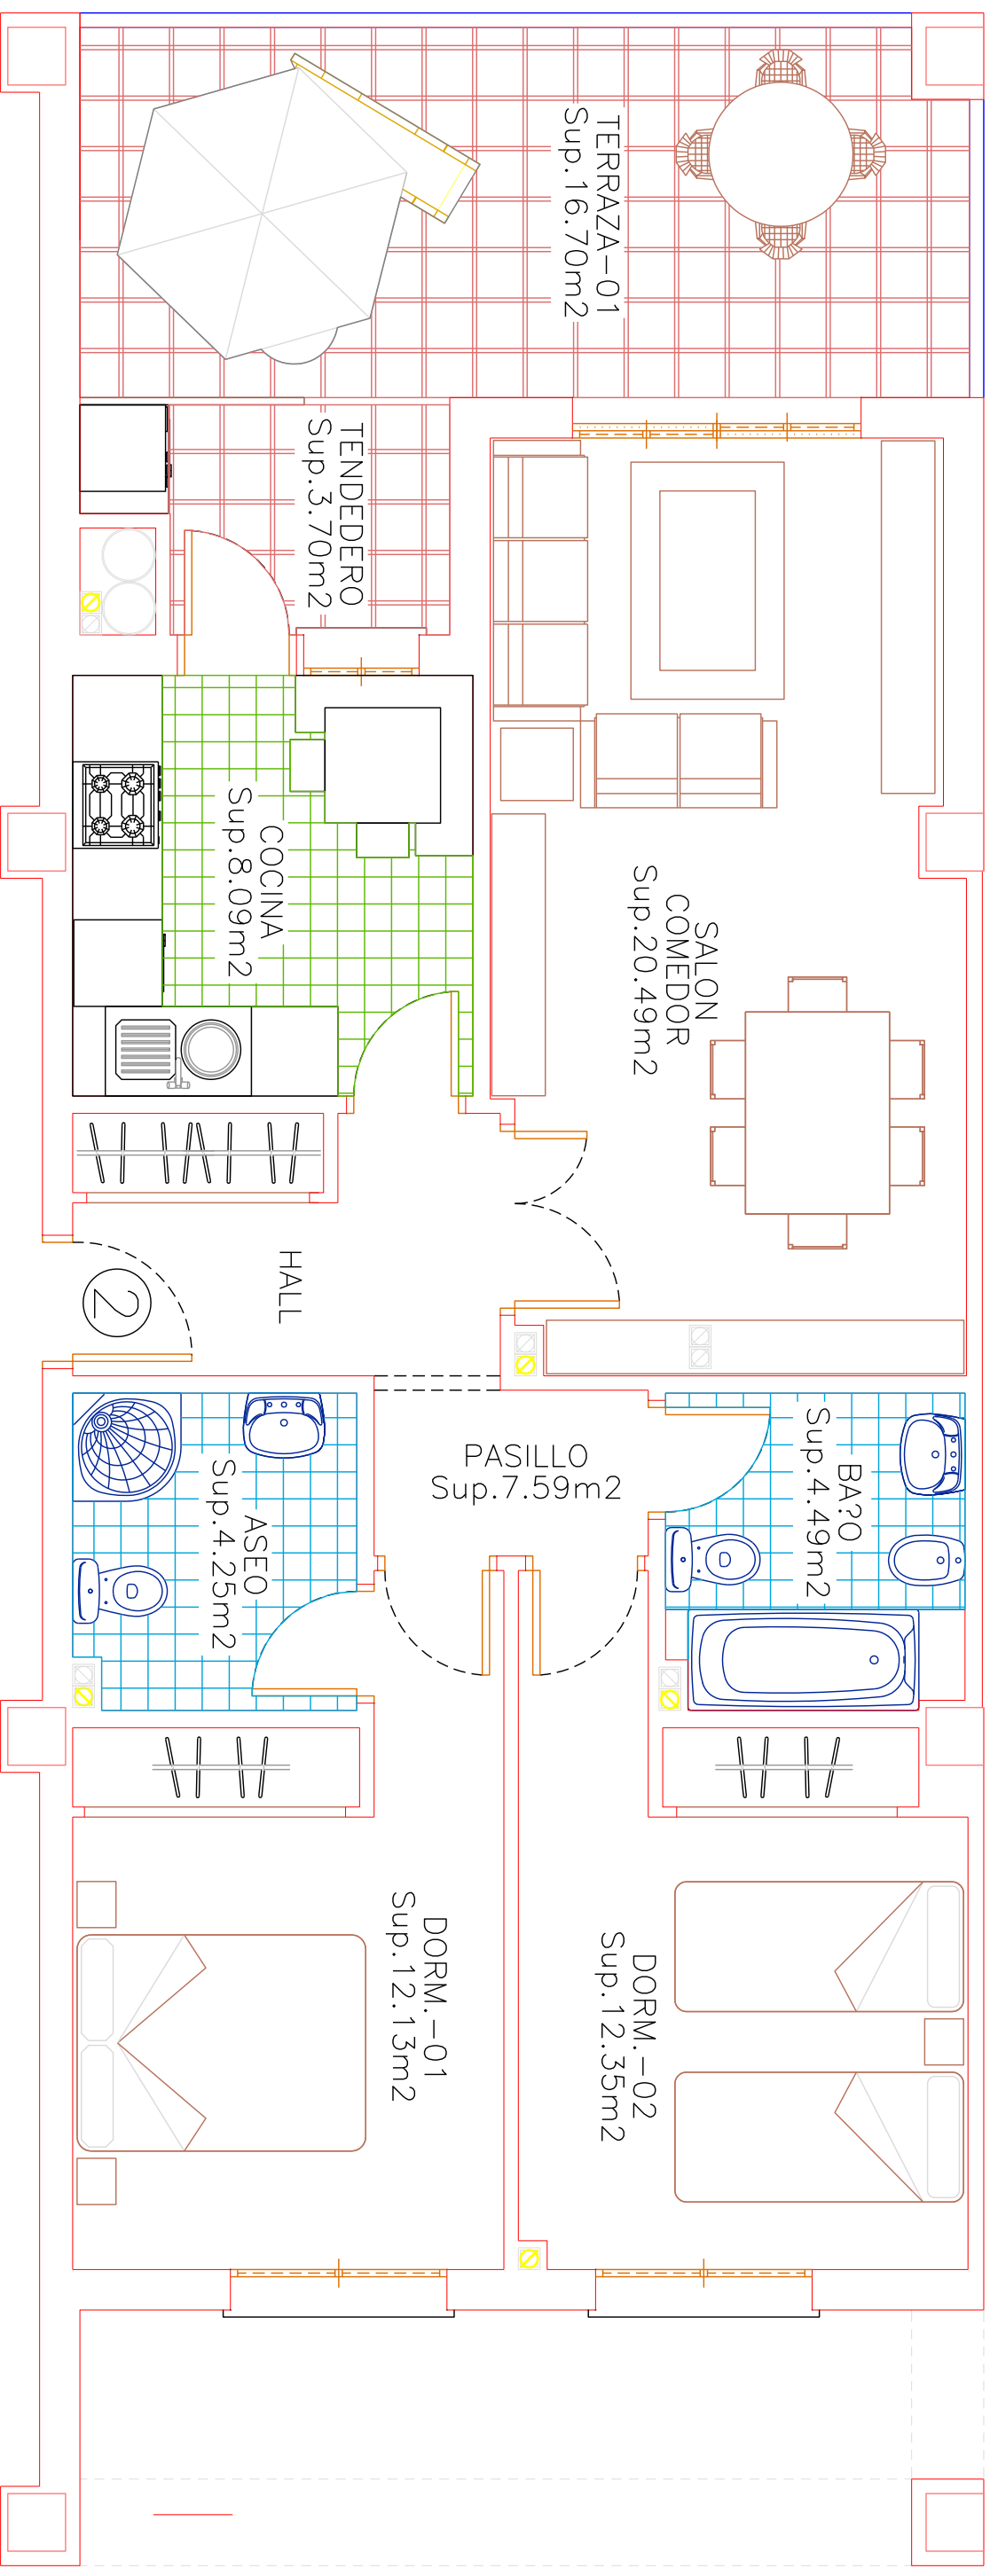 TERRAZA-01
Sup.16.70m2
TENDEDERO
Sup.3.70m2
COCINA
Sup.8.09m2
SALON
COMEDOR
Sup.20.49m2
HALL
2
PASILLO
Sup.7.59m2
BA?0
Sup.4.49m2
ASEO
Sup.4.25m2
DORM.-01
Sup.12.13m2
DORM.-02
Sup.12.35m2